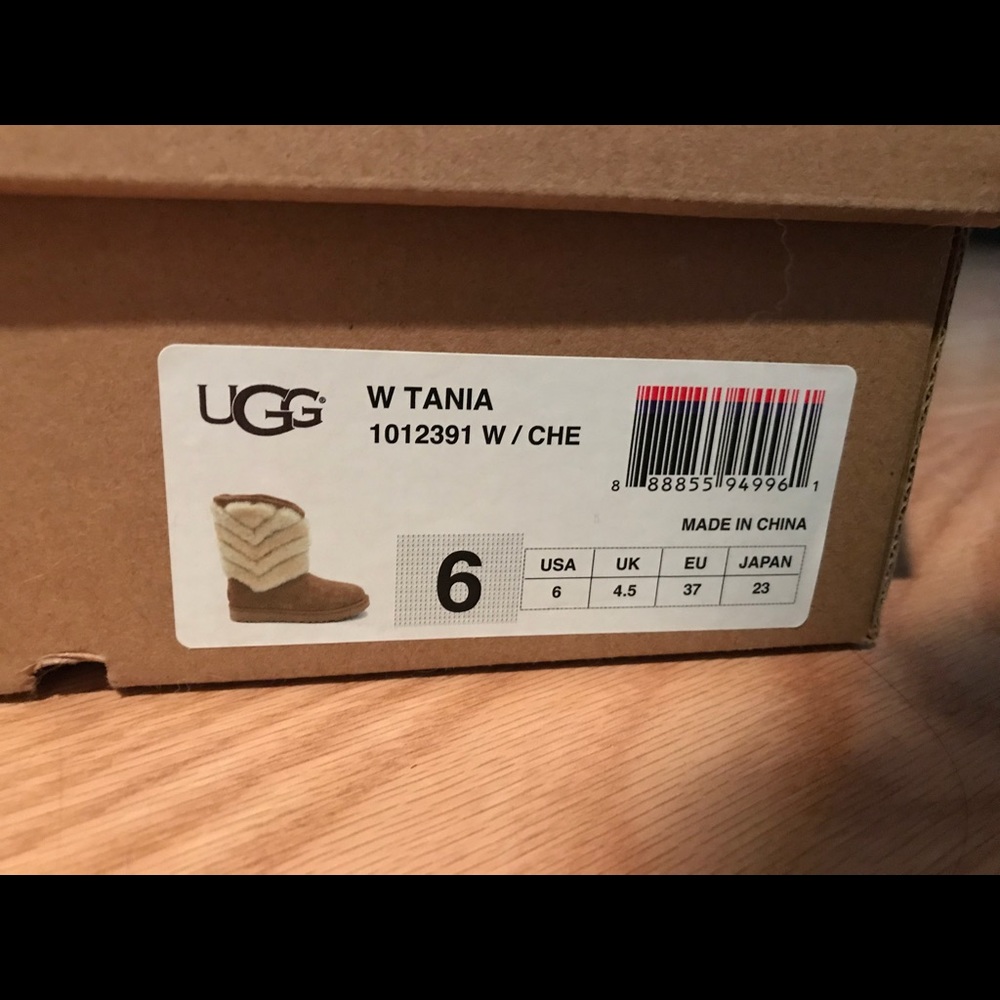 UGG®
W TANIA
1012391 W / CHE
8 88855 94996 1
MADE IN CHINA
6
USA UK EU JAPAN
6 4.5 37 23